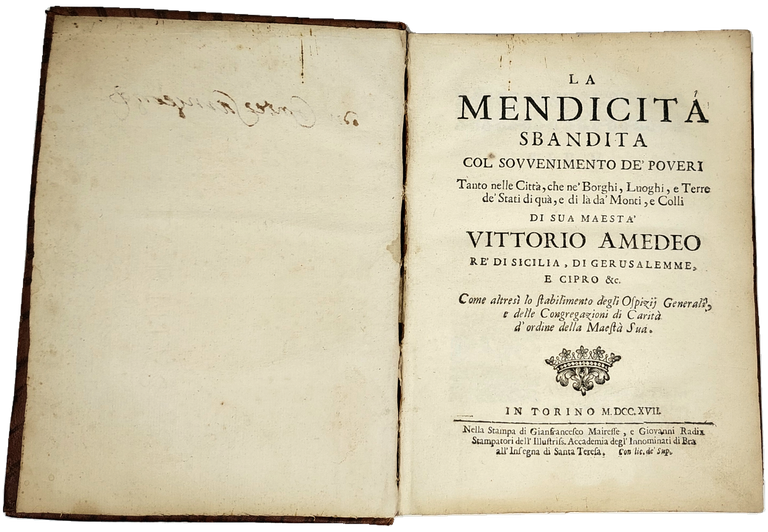 LA
MENDICITÁ
SBANDITA
COL SOVVENIMENTO DE' POVERI
Tanto nelle Città, che ne' Borghi, Luoghi, e Terre
de' Stati di quà, e di là da' Monti, e Colli
DI SUA MAESTA'
VITTORIO AMEDEO
RE' DI SICILIA, DI GERUSALEMME,
E CIPRO &c.
Come altresì lo ſtabilimento degli Oſpizij Generali,
e delle Congregazioni di Carità
d'ordine della Maeſtà Sua.
IN TORINO M.DCC.XVII.
Nella Stampa di Gianfranceſco Maireſſe, e Giovanni Radix
Stampatori dell' Illuſtriſs. Accademia degl' Innominati di Bra
all' Inſegna di Santa Tereſa. Con lic. de' Sup.